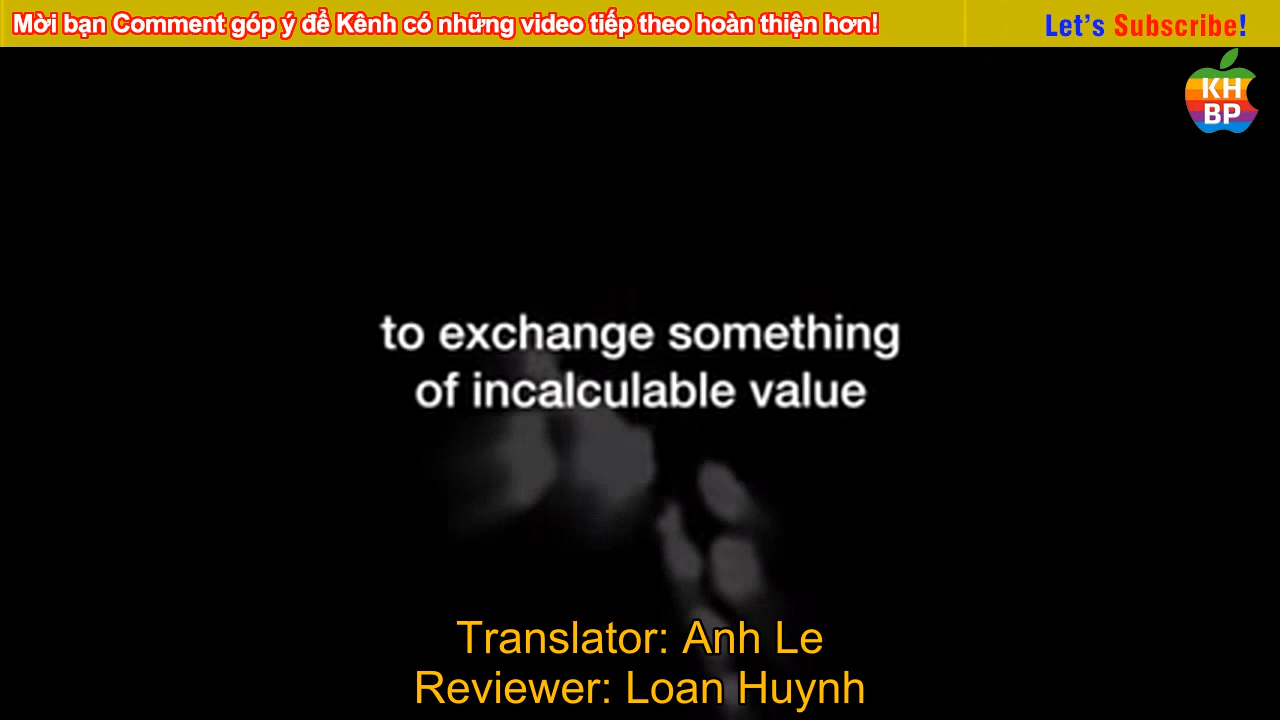 Mời bạn Comment góp ý để Kênh có những video tiếp theo hoàn thiện hơn!
Let's Subscribe!
KH
BP
to exchange something
of incalculable value
Translator: Anh Le
Reviewer: Loan Huynh